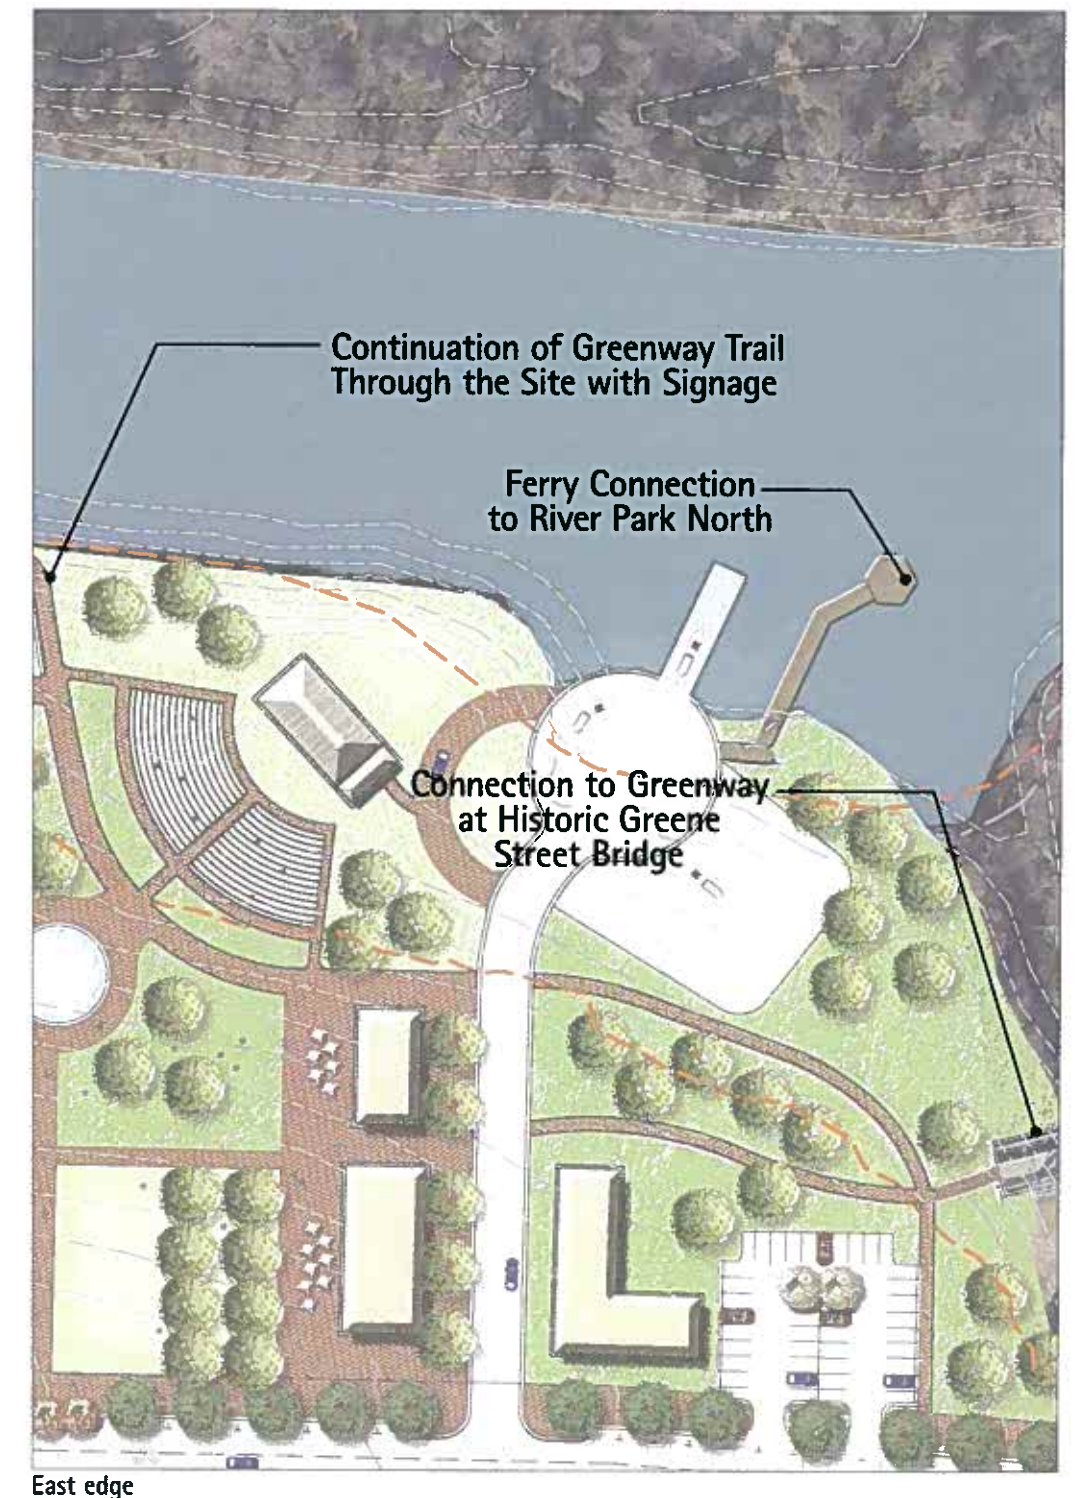 Continuation of Greenway Trail
Through the Site with Signage
Ferry Connection
to River Park North
Connection to Greenway
at Historic Greene
Street Bridge
East edge